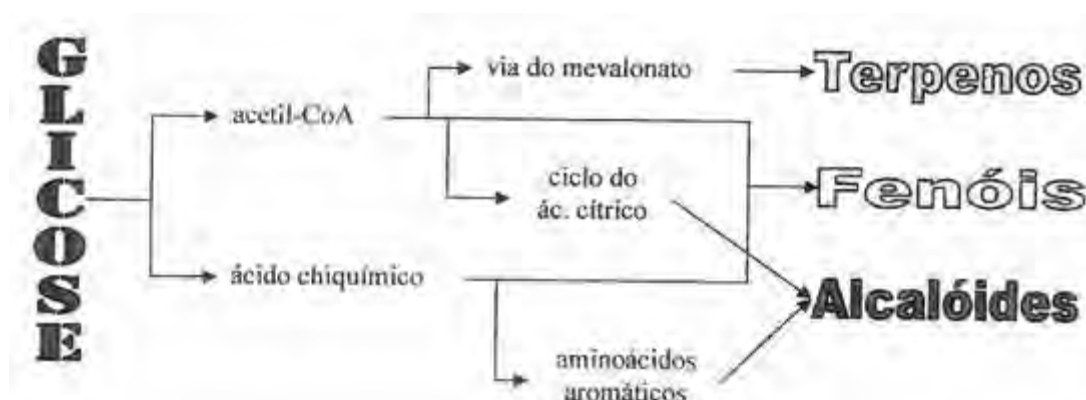 GLICOSE
via do mevalonato
Terpenos
acetil-CoA
ciclo do
ác. cítrico
Fenóis
ácido chiquímico
Alcalóides
aminoácidos
aromáticos